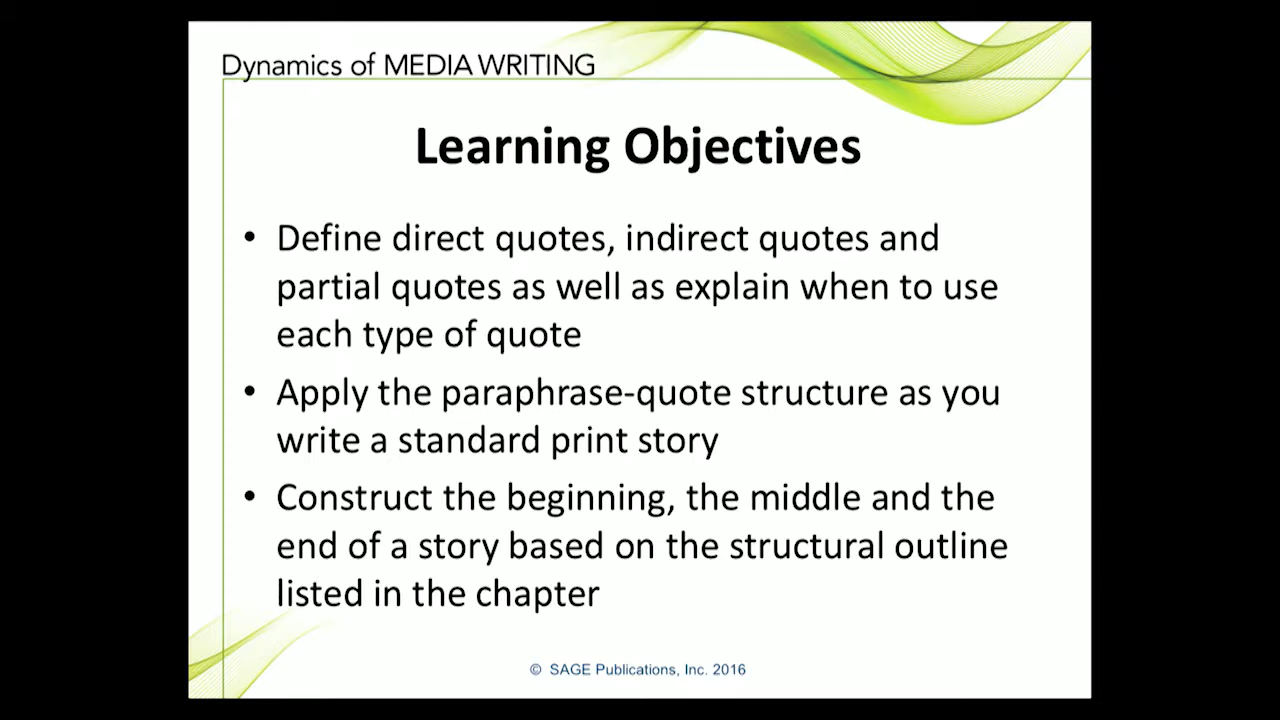 Dynamics of MEDIA WRITING
Learning Objectives
• Define direct quotes, indirect quotes and
partial quotes as well as explain when to use
each type of quote
• Apply the paraphrase-quote structure as you
write a standard print story
• Construct the beginning, the middle and the
end of a story based on the structural outline
listed in the chapter
© SAGE Publications, Inc. 2016